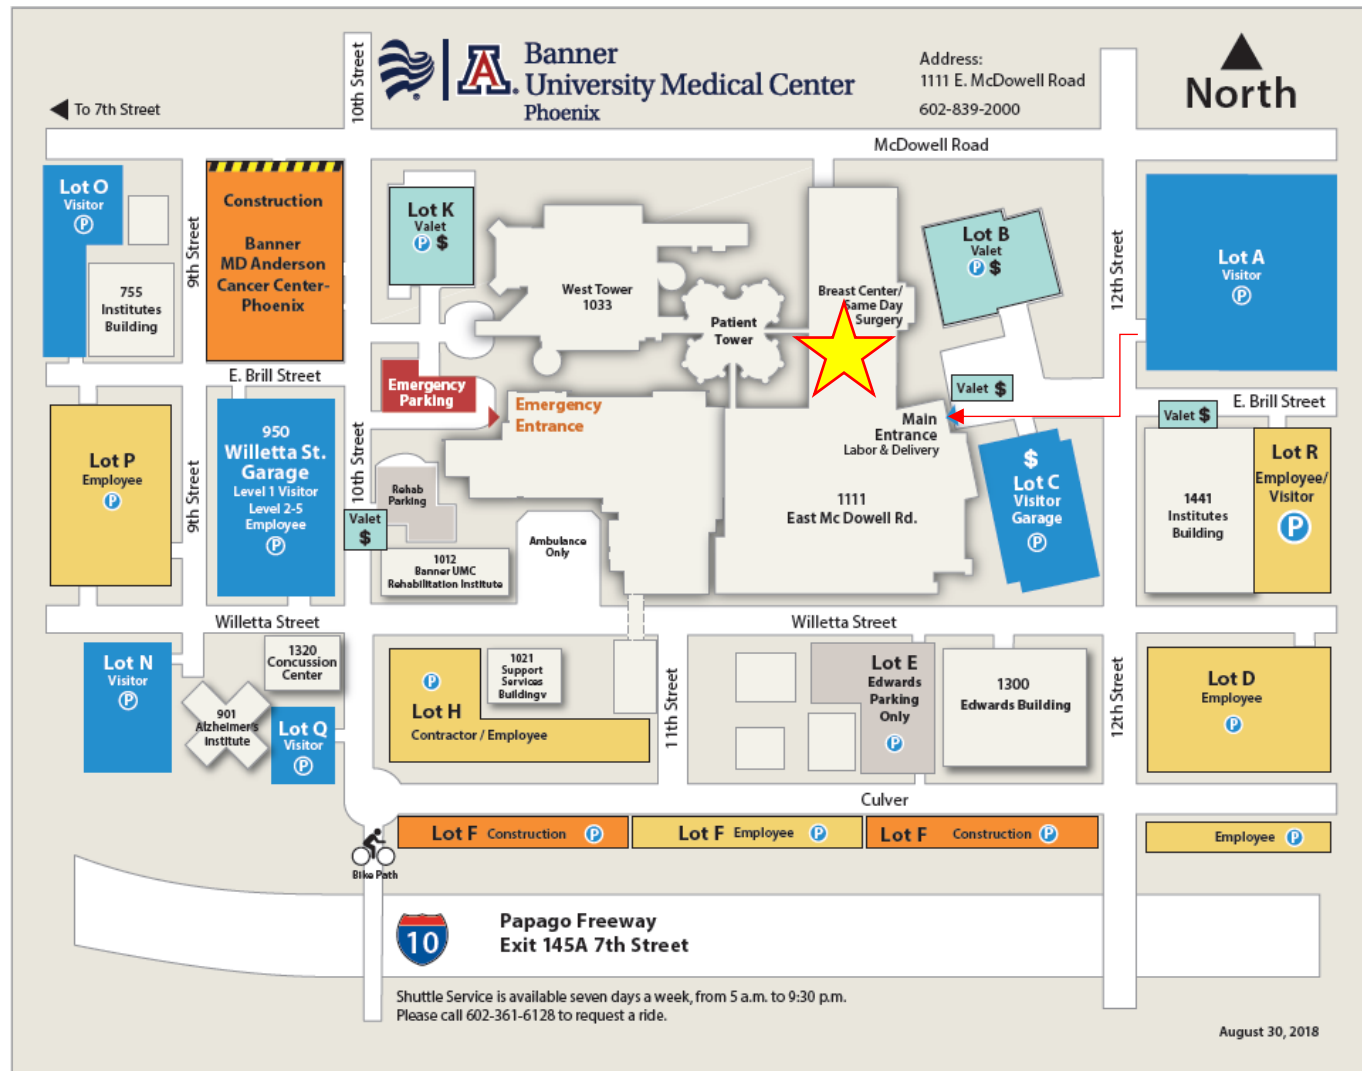 Banner
University Medical Center
Phoenix
Address:
1111 E. McDowell Road
602-839-2000
North
To 7th Street
10th Street
McDowell Road
Lot O
Visitor
P
9th Street
Construction
Banner
MD Anderson
Cancer Center-
Phoenix
Lot K
Valet
P $
West Tower
1033
Patient
Tower
Breast Center/
Same Day
Surgery
Lot B
Valet
P $
12th Street
Lot A
Visitor
P
755
Institutes
Building
E. Brill Street
Emergency
Parking
Emergency
Entrance
Main
Entrance
Labor & Delivery
Valet $
Valet $
E. Brill Street
Lot P
Employee
P
9th Street
950
Willetta St.
Garage
Level 1 Visitor
Level 2-5
Employee
P
10th Street
Rehab
Parking
Valet
$
1012
Banner UMC
Rehabilitation Institute
Ambulance
Only
1111
East Mc Dowell Rd.
$
Lot C
Visitor
Garage
P
1441
Institutes
Building
Lot R
Employee/
Visitor
P
Willetta Street
Willetta Street
Lot N
Visitor
P
1320
Concussion
Center
901
Alzheimer's
Institute
Lot Q
Visitor
P
P
Lot H
Contractor / Employee
1021
Support
Services
Buildingv
11th Street
Lot E
Edwards
Parking
Only
P
1300
Edwards Building
12th Street
Lot D
Employee
P
Culver
Lot F Construction P
Lot F Employee P
Lot F Construction P
Employee P
Bike Path
10
Papago Freeway
Exit 145A 7th Street
Shuttle Service is available seven days a week, from 5 a.m. to 9:30 p.m.
Please call 602-361-6128 to request a ride.
August 30, 2018